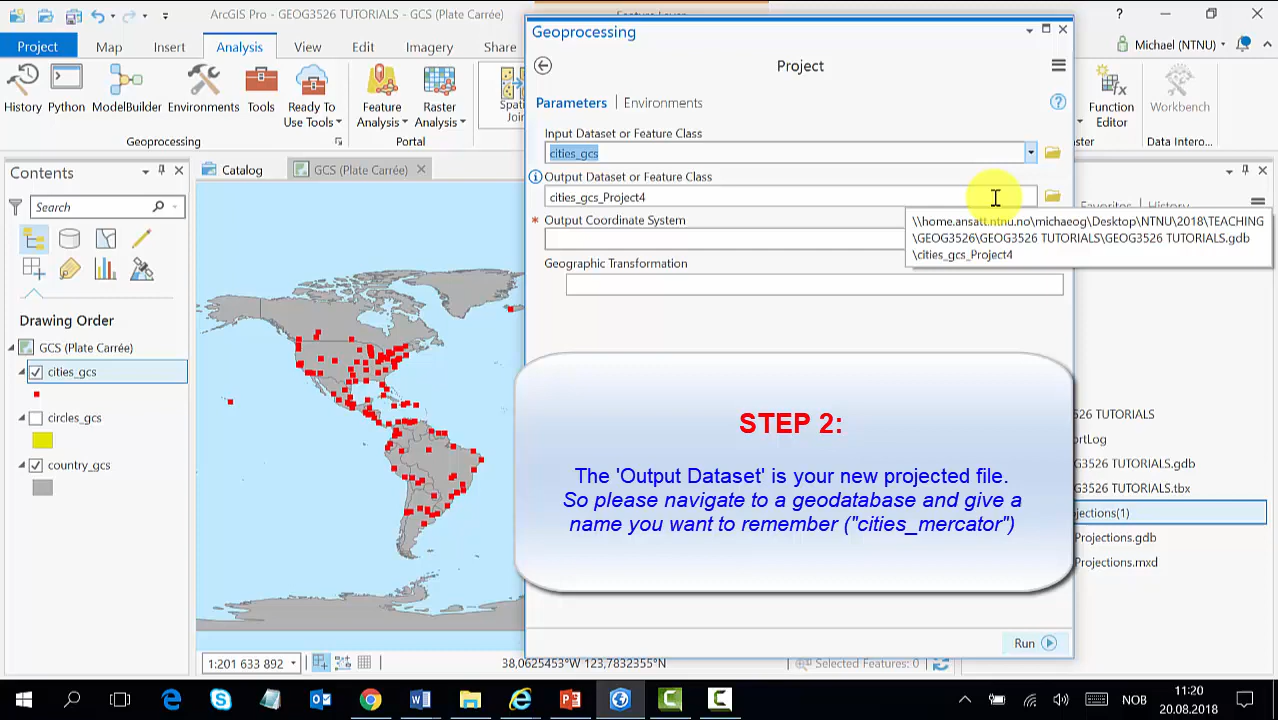 ArcGIS Pro - GEOG3526 TUTORIALS - GCS (Plate Carrée)
Feature Layer
?
Project
Map
Insert
Analysis
View
Edit
Imagery
Share
Michael (NTNU)
History
Python
ModelBuilder
Environments
Tools
Ready To
Use Tools
Feature
Analysis
Raster
Analysis
Function
Editor
Workbench
Geoprocessing
Portal
Data Intero...
Contents
Search
Drawing Order
GCS (Plate Carrée)
cities_gcs
circles_gcs
country_gcs
Catalog
GCS (Plate Carrée)
Geoprocessing
Project
Parameters
Environments
Input Dataset or Feature Class
cities_gcs
Output Dataset or Feature Class
cities_gcs_Project4
* Output Coordinate System
Geographic Transformation
\\home.ansatt.ntnu.no\michaeog\Desktop\NTNU\2018\TEACHING
\GEOG3526\GEOG3526 TUTORIALS\GEOG3526 TUTORIALS.gdb
\cities_gcs_Project4
STEP 2:
The 'Output Dataset' is your new projected file.
So please navigate to a geodatabase and give a
name you want to remember ("cities_mercator")
Run
Favorites
History
26 TUTORIALS
ortLog
GS TUTORIALS.gdb
GS TUTORIALS.tbx
jections(1)
Projections.gdb
Projections.mxd
1:201 633 892
38,0625453°W 123,7832355°N
Selected Features: 0
NOB
11:20
20.08.2018